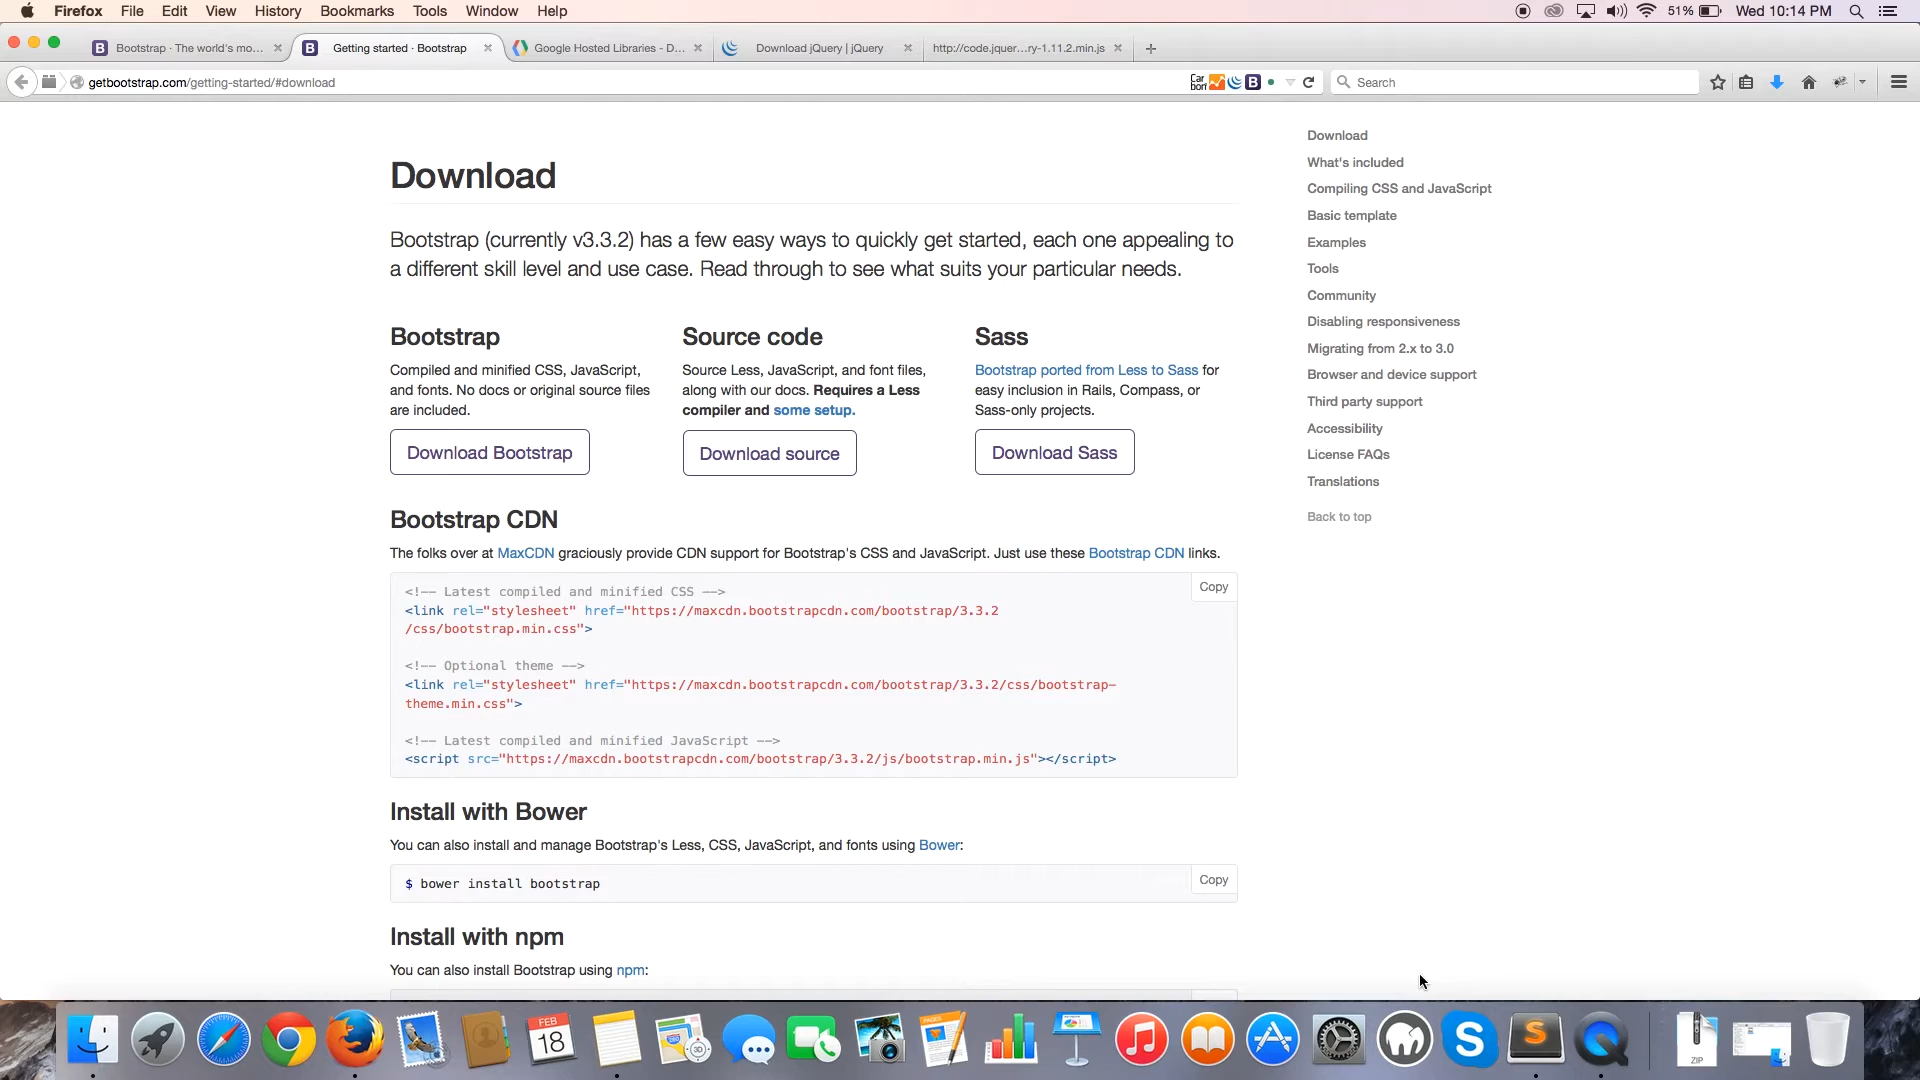 Firefox File Edit View History Bookmarks Tools Window Help
51% Wed 10:14 PM
Bootstrap · The world's mo...
Getting started · Bootstrap
Google Hosted Libraries - D...
Download jQuery | jQuery
http://code.jquer...ry-1.11.2.min.js
getbootstrap.com/getting-started/#download
Car
bon
B
Search
Download
Bootstrap (currently v3.3.2) has a few easy ways to quickly get started, each one appealing to
a different skill level and use case. Read through to see what suits your particular needs.
Bootstrap
Compiled and minified CSS, JavaScript,
and fonts. No docs or original source files
are included.
Download Bootstrap
Source code
Source Less, JavaScript, and font files,
along with our docs. Requires a Less
compiler and some setup.
Download source
Sass
Bootstrap ported from Less to Sass for
easy inclusion in Rails, Compass, or
Sass-only projects.
Download Sass
Bootstrap CDN
The folks over at MaxCDN graciously provide CDN support for Bootstrap's CSS and JavaScript. Just use these Bootstrap CDN links.
Copy
<!-- Latest compiled and minified CSS -->
<link rel="stylesheet" href="https://maxcdn.bootstrapcdn.com/bootstrap/3.3.2
/css/bootstrap.min.css">
<!-- Optional theme -->
<link rel="stylesheet" href="https://maxcdn.bootstrapcdn.com/bootstrap/3.3.2/css/bootstrap-
theme.min.css">
<!-- Latest compiled and minified JavaScript -->
<script src="https://maxcdn.bootstrapcdn.com/bootstrap/3.3.2/js/bootstrap.min.js"></script>
Install with Bower
You can also install and manage Bootstrap's Less, CSS, JavaScript, and fonts using Bower:
$ bower install bootstrap
Copy
Install with npm
You can also install Bootstrap using npm:
Download
What's included
Compiling CSS and JavaScript
Basic template
Examples
Tools
Community
Disabling responsiveness
Migrating from 2.x to 3.0
Browser and device support
Third party support
Accessibility
License FAQs
Translations
Back to top
FEB
18
PAGES
3D
S
S
ZIP